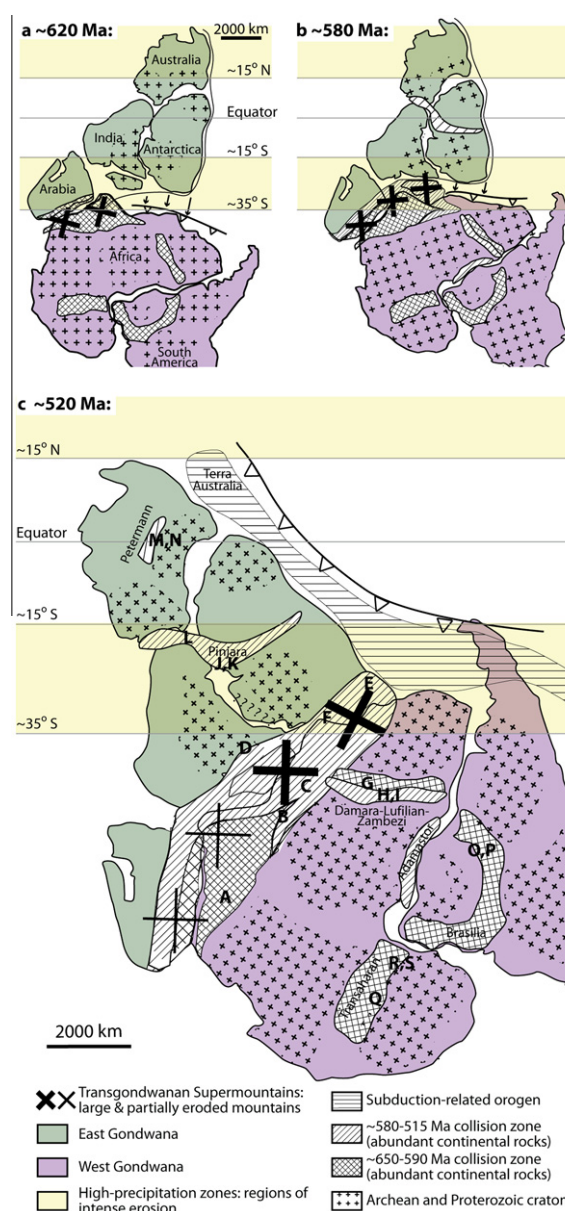 a ~620 Ma:
2000 km
Australia
~15° N
Equator
India
Antarctica
~15° S
Arabia
~35° S
Africa
South
America
b ~580 Ma:
c ~520 Ma:
~15° N
Terra
Australia
Petermann
M,N
Equator
~15° S
L
Pinjara
J,K
E
F
~35° S
D
C
G
H,I
B
Damara-Lufilian-
Zambezi
A
Adamastor
O,P
Brasilia
R,S
Transaharan
Q
2000 km
Transgondwanan Supermountains:
large & partially eroded mountains
East Gondwana
West Gondwana
High-precipitation zones: regions of
intense erosion
Subduction-related orogen
~580-515 Ma collision zone
(abundant continental rocks)
~650-590 Ma collision zone
(abundant continental rocks)
Archean and Proterozoic craton